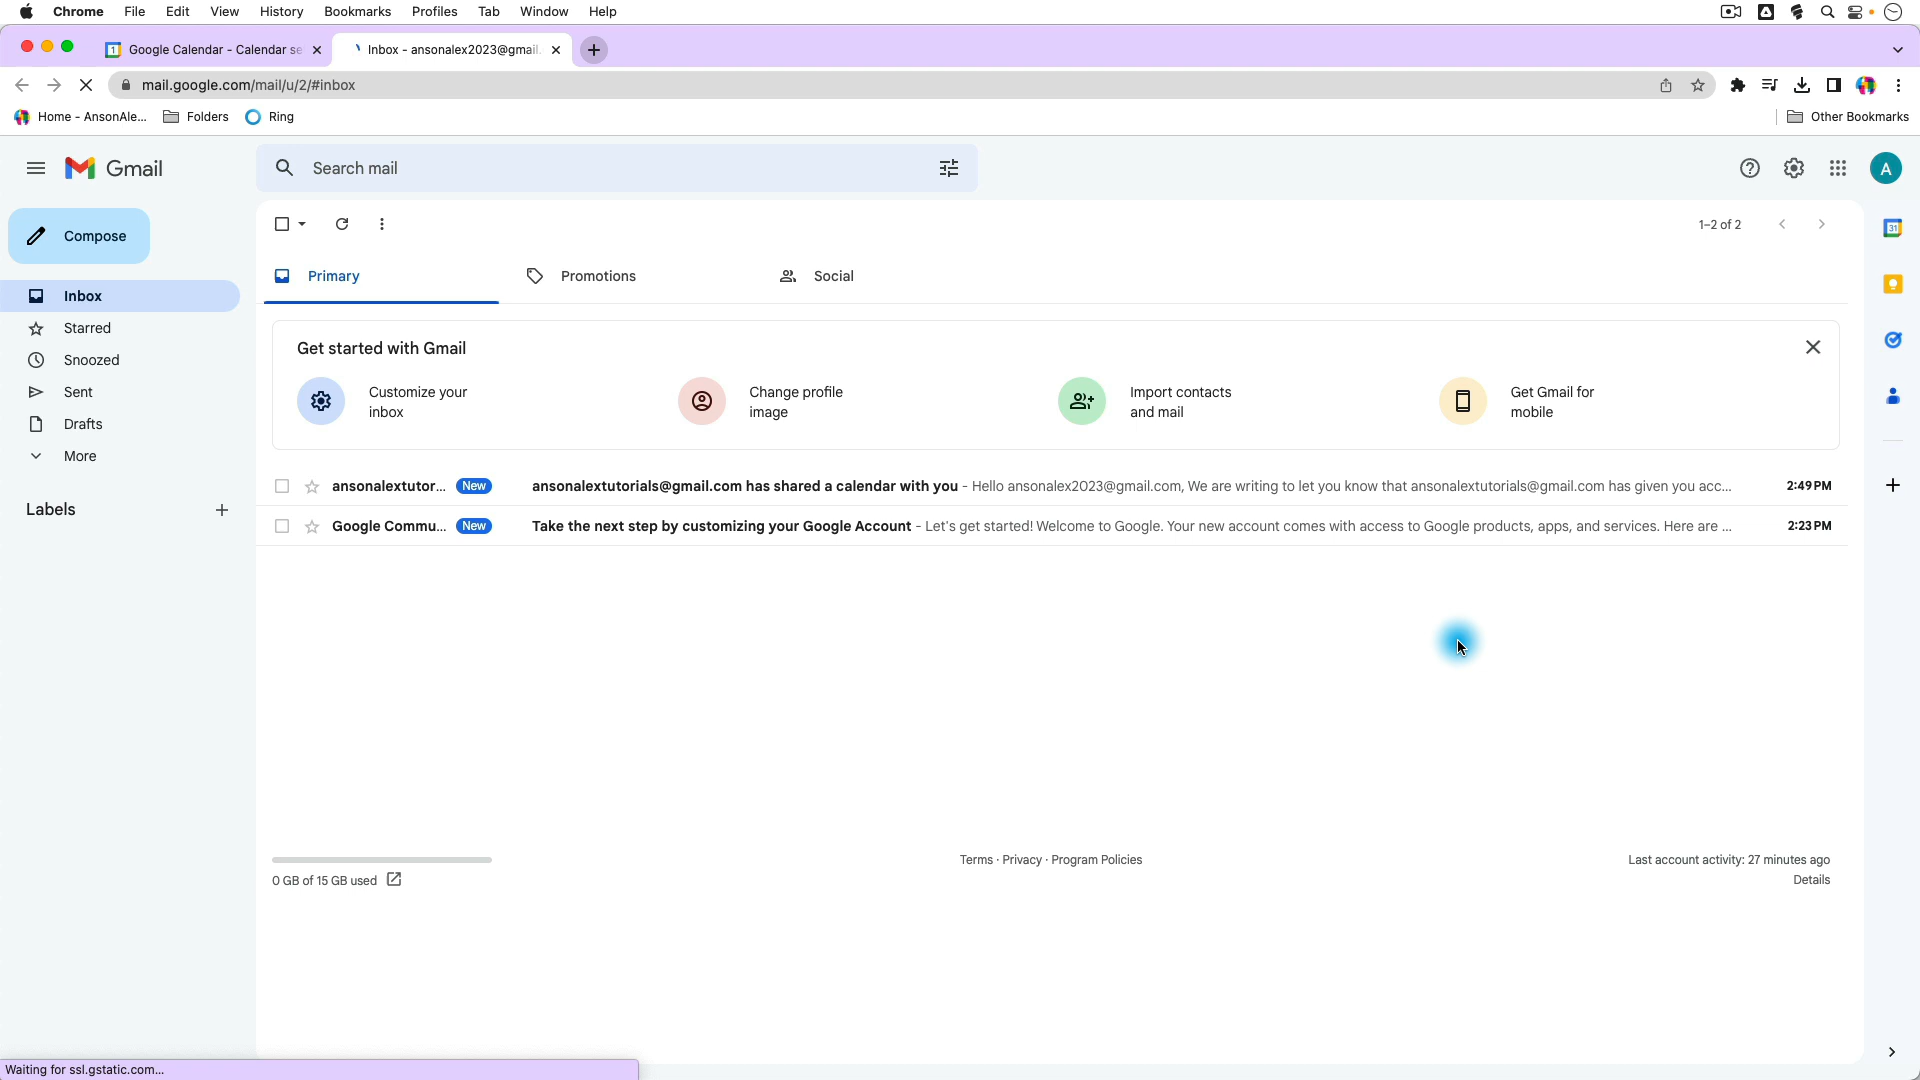 Chrome File Edit View History Bookmarks Profiles Tab Window Help
Google Calendar - Calendar se
Inbox - ansonalex2023@gmail.
mail.google.com/mail/u/2/#inbox
Home - AnsonAle... Folders Ring Other Bookmarks
Gmail
Search mail
A
Compose
1–2 of 2
31
Primary Promotions Social
Inbox
Starred
Snoozed
Sent
Drafts
More
Labels
Get started with Gmail
Customize your
inbox
Change profile
image
Import contacts
and mail
Get Gmail for
mobile
ansonalextutor... New ansonalextutorials@gmail.com has shared a calendar with you - Hello ansonalex2023@gmail.com, We are writing to let you know that ansonalextutorials@gmail.com has given you acc... 2:49 PM
Google Commu... New Take the next step by customizing your Google Account - Let's get started! Welcome to Google. Your new account comes with access to Google products, apps, and services. Here are ... 2:23 PM
Terms · Privacy · Program Policies
Last account activity: 27 minutes ago
0 GB of 15 GB used
Details
Waiting for ssl.gstatic.com...